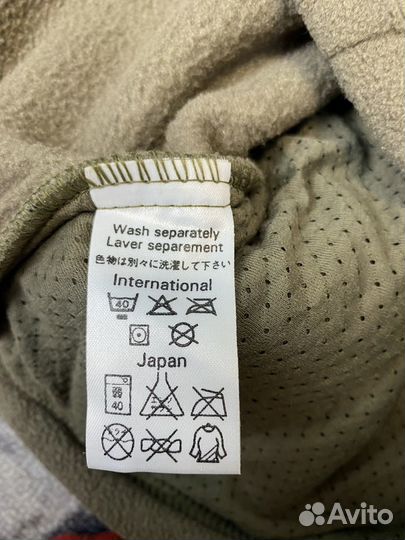 Wash separately
Laver separement
色物は別々に洗濯して下さい
International
40
Japan
40
Avito